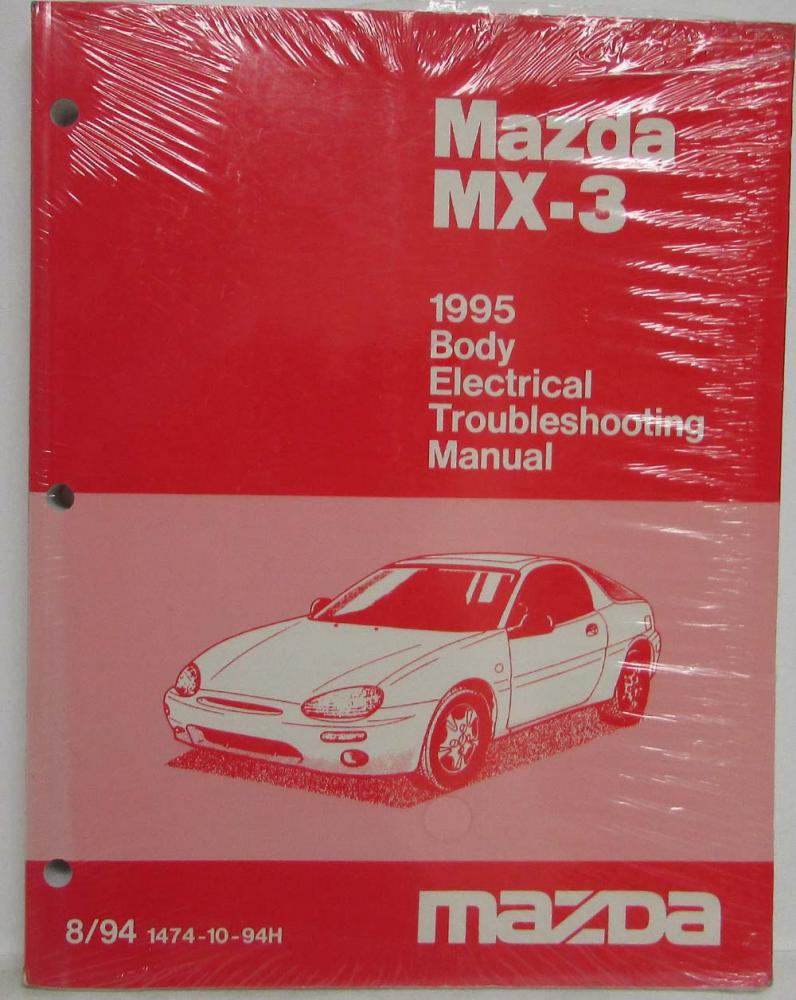 Mazda
MX-3
1995
Body
Electrical
Troubleshooting
Manual
8/94 1474-10-94H
mazda